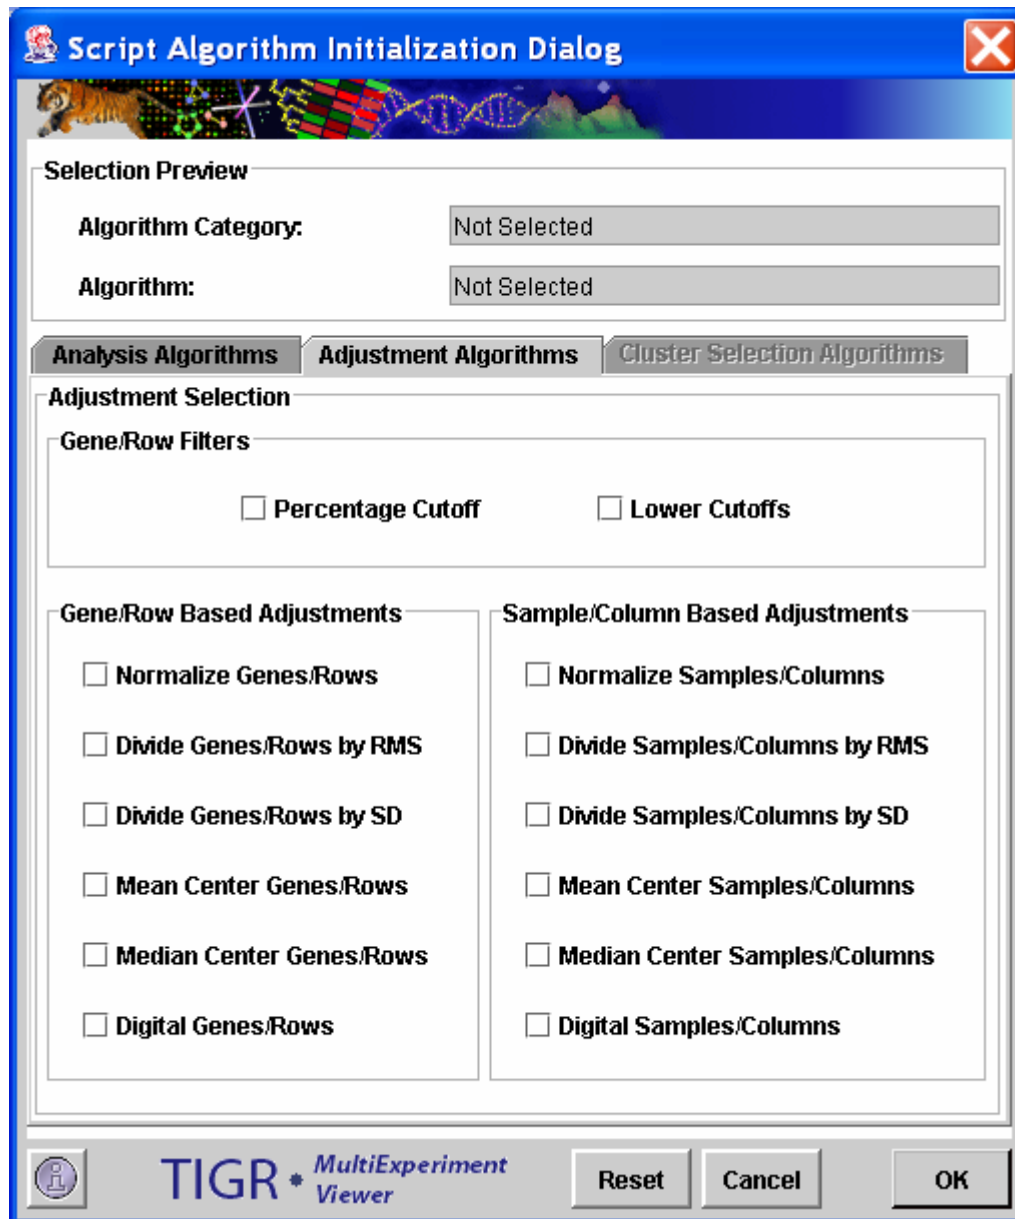 Script Algorithm Initialization Dialog
Selection Preview
Algorithm Category: Not Selected
Algorithm: Not Selected
Analysis Algorithms Adjustment Algorithms Cluster Selection Algorithms
Adjustment Selection
Gene/Row Filters
Percentage Cutoff Lower Cutoffs
Gene/Row Based Adjustments Sample/Column Based Adjustments
Normalize Genes/Rows Normalize Samples/Columns
Divide Genes/Rows by RMS Divide Samples/Columns by RMS
Divide Genes/Rows by SD Divide Samples/Columns by SD
Mean Center Genes/Rows Mean Center Samples/Columns
Median Center Genes/Rows Median Center Samples/Columns
Digital Genes/Rows Digital Samples/Columns
TIGR • MultiExperiment Viewer Reset Cancel OK